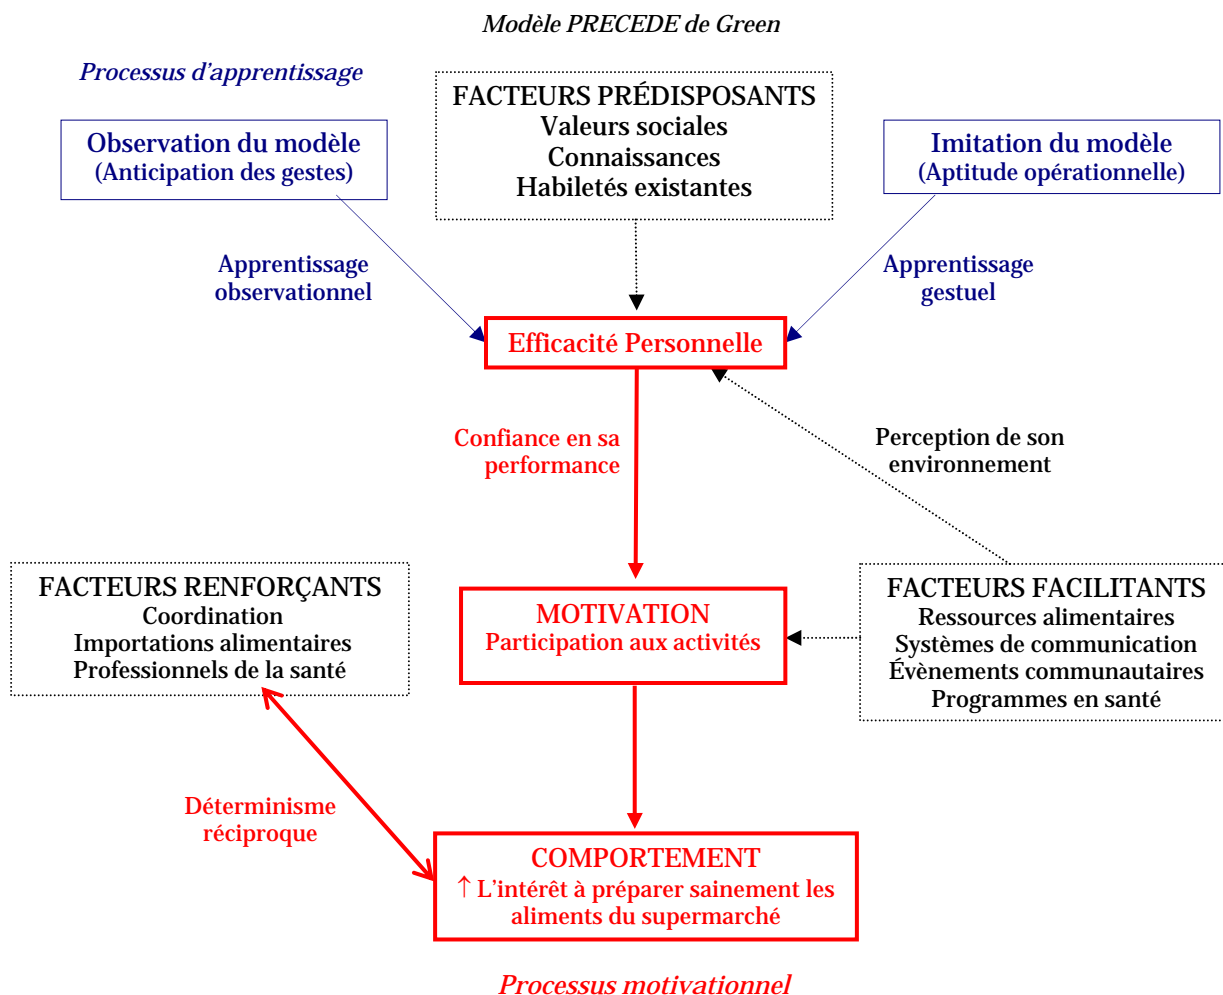 Modèle PRECEDE de Green
Processus d'apprentissage
FACTEURS PRÉDISPOSANTS
Valeurs sociales
Connaissances
Habiletés existantes
Observation du modèle
(Anticipation des gestes)
Imitation du modèle
(Aptitude opérationnelle)
Apprentissage
observationnel
Apprentissage
gestuel
Efficacité Personnelle
Confiance en sa
performance
Perception de son
environnement
FACTEURS RENFORÇANTS
Coordination
Importations alimentaires
Professionnels de la santé
MOTIVATION
Participation aux activités
FACTEURS FACILITANTS
Ressources alimentaires
Systèmes de communication
Évènements communautaires
Programmes en santé
Déterminisme
réciproque
COMPORTEMENT
↑ L'intérêt à préparer sainement les
aliments du supermarché
Processus motivationnel